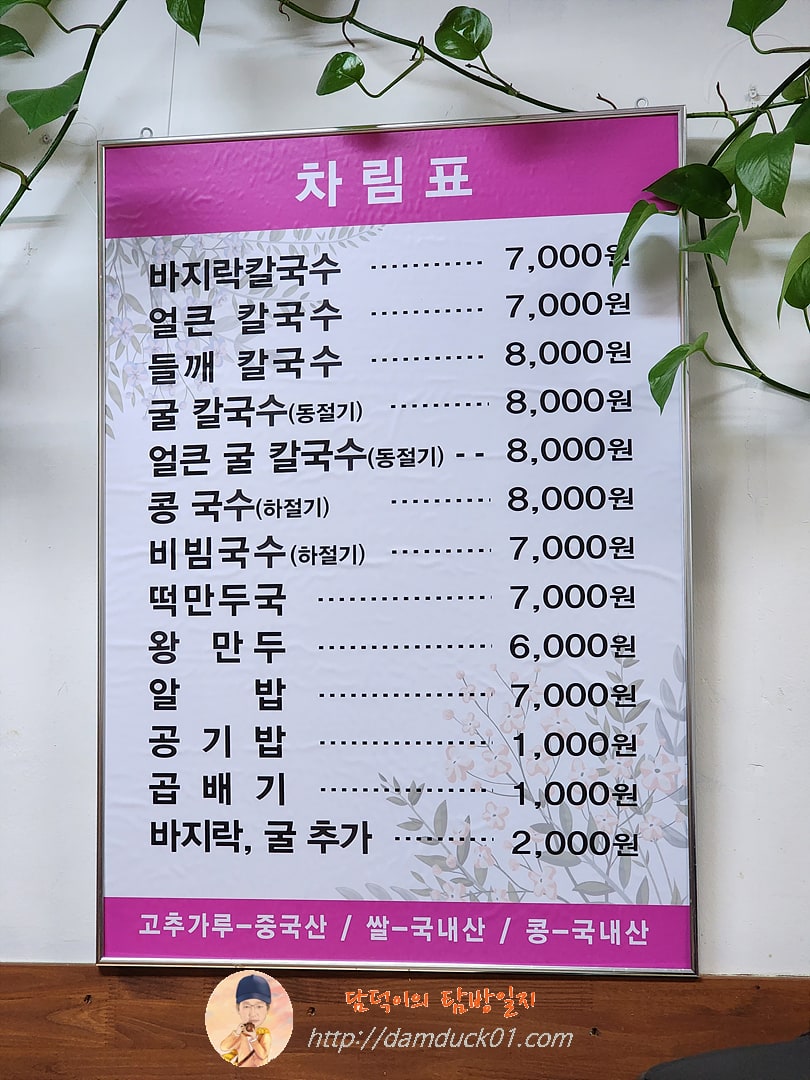 차림표
바지락칼국수 ........... 7,000원
얼큰 칼국수 ........... 7,000원
들깨 칼국수 ........... 8,000원
굴 칼국수(동절기) .......... 8,000원
얼큰 굴 칼국수(동절기) -- 8,000원
콩 국수(하절기) .......... 8,000원
비빔국수(하절기) .......... 7,000원
떡만두국 ................. 7,000원
왕 만두 ................. 6,000원
알 밥 ................. 7,000원
공기밥 ................. 1,000원
곱배기 ................. 1,000원
바지락, 굴 추가 .......... 2,000원
고추가루-중국산 / 쌀-국내산 / 콩-국내산
담덕이의 탐방일지
http://damduck01.com